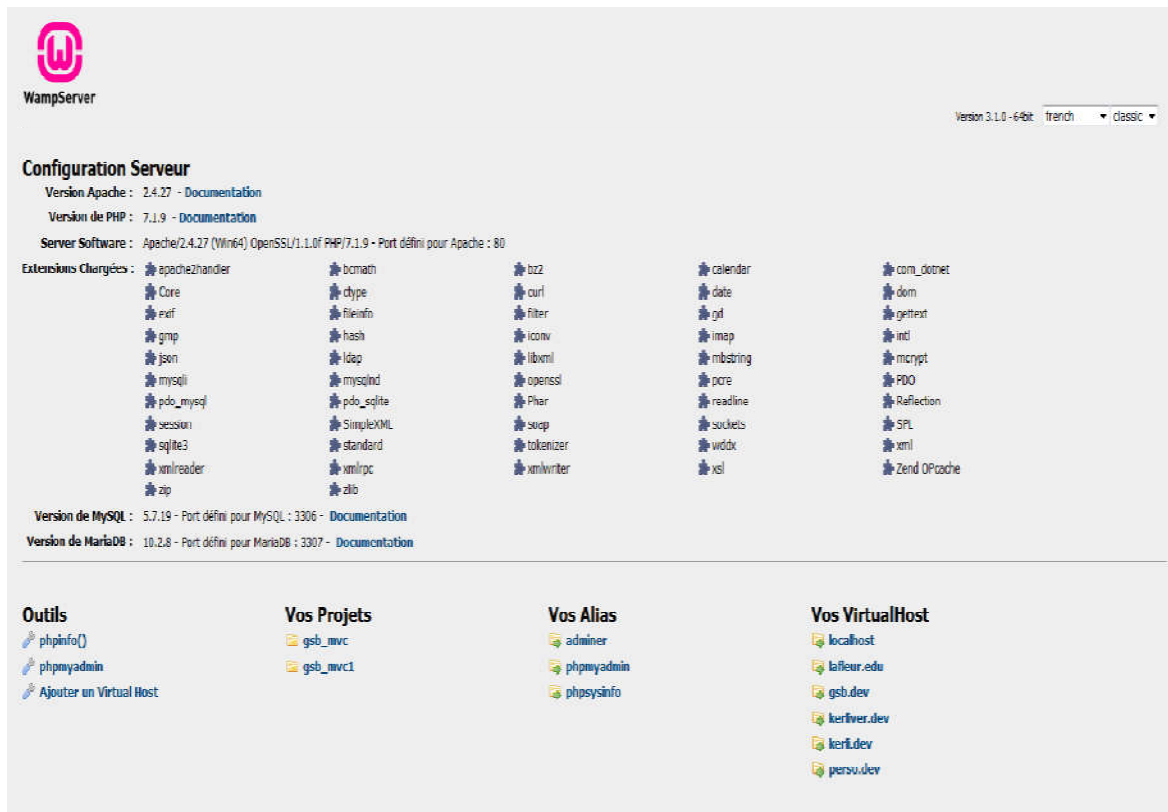 WampServer
Version 3.1.0 - 64bit french classic
Configuration Serveur
Version Apache : 2.4.27 - Documentation
Version de PHP : 7.1.9 - Documentation
Server Software : Apache/2.4.27 (Win64) OpenSSL/1.1.0f PHP/7.1.9 - Port défini pour Apache : 80
Extensions Chargées : apache2handler bcmath bz2 calendar com_dotnet
Core ctype curl date dom
exif fileinfo filter gd gettext
gmp hash iconv imap intl
json ldap libxml mbstring mcrypt
mysqli mysqlnd openssl pcre PDO
pdo_mysql pdo_sqlite Phar readline Reflection
session SimpleXML soap sockets SPL
sqlite3 standard tokenizer wddx xml
xmlreader xmlrpc xmlwriter xsl Zend OPcache
zip zlib
Version de MySQL : 5.7.19 - Port défini pour MySQL : 3306 - Documentation
Version de MariaDB : 10.2.8 - Port défini pour MariaDB : 3307 - Documentation
Outils
phpinfo()
phpmyadmin
Ajouter un Virtual Host
Vos Projets
gsb_mvc
gsb_mvc1
Vos Alias
adminer
phpmyadmin
phpsysinfo
Vos VirtualHost
localhost
lafleur.edu
gsb.dev
kerliver.dev
kerli.dev
perso.dev